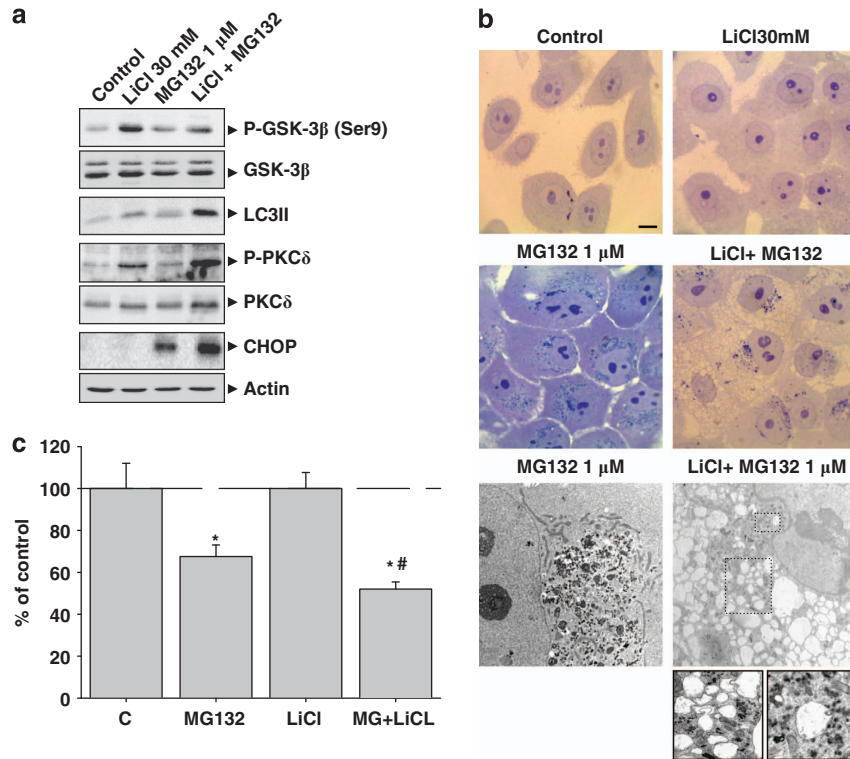 a
Control
LiCl 30 mM
MG132 1 μM
LiCl + MG132
P-GSK-3β (Ser9)
GSK-3β
LC3II
P-PKCδ
PKCδ
CHOP
Actin
b
Control
LiCl30mM
MG132 1 μM
LiCl+ MG132
MG132 1 μM
LiCl+ MG132 1 μM
c
% of control
120
100
80
60
40
20
0
*
* #
C
MG132
LiCl
MG+LiCL